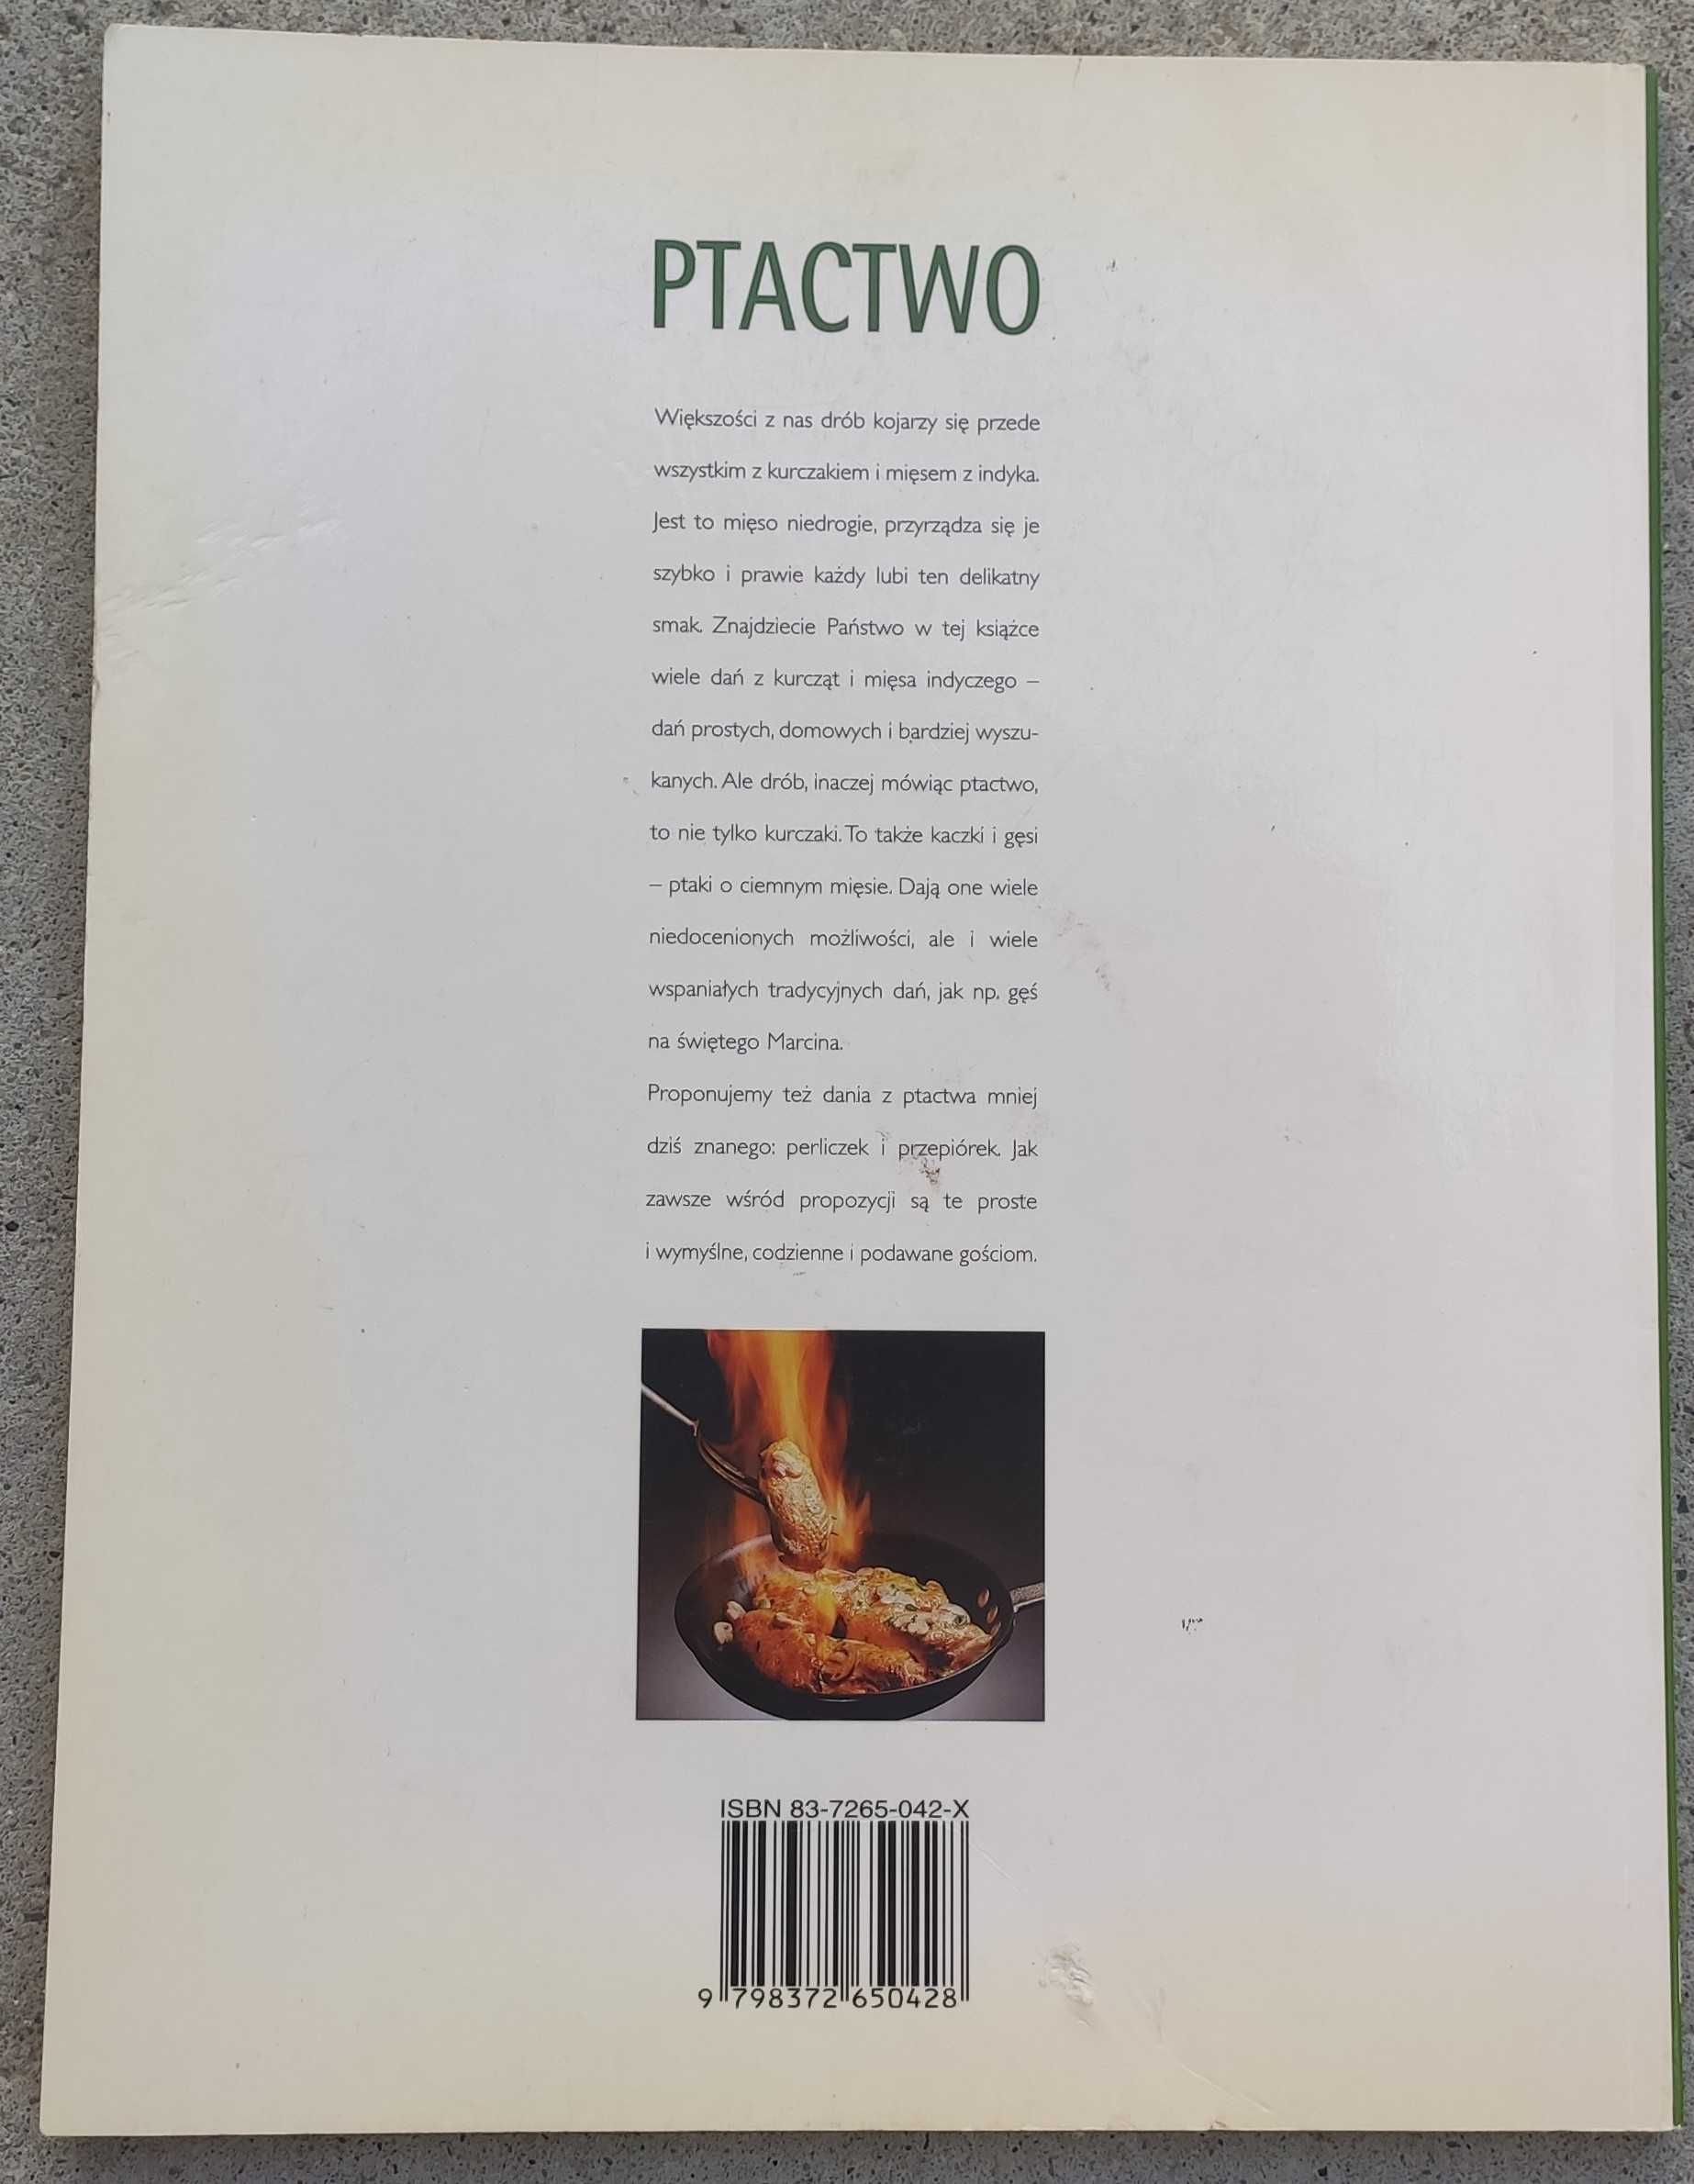 PTACTWO
Większości z nas drób kojarzy się przede
wszystkim z kurczakiem i mięsem z indyka.
Jest to mięso niedrogie, przyrządza się je
szybko i prawie każdy lubi ten delikatny
smak. Znajdziecie Państwo w tej książce
wiele dań z kurcząt i mięsa indyczego –
dań prostych, domowych i bardziej wyszu-
kanych. Ale drób, inaczej mówiąc ptactwo,
to nie tylko kurczaki. To także kaczki i gęsi
– ptaki o ciemnym mięsie. Dają one wiele
niedocenionych możliwości, ale i wiele
wspaniałych tradycyjnych dań, jak np. gęś
na świętego Marcina.
Proponujemy też dania z ptactwa mniej
dziś znanego: perliczek i przepiórek. Jak
zawsze wśród propozycji są te proste
i wymyślne, codzienne i podawane gościom.
ISBN 83-7265-042-X
9 798372 650428